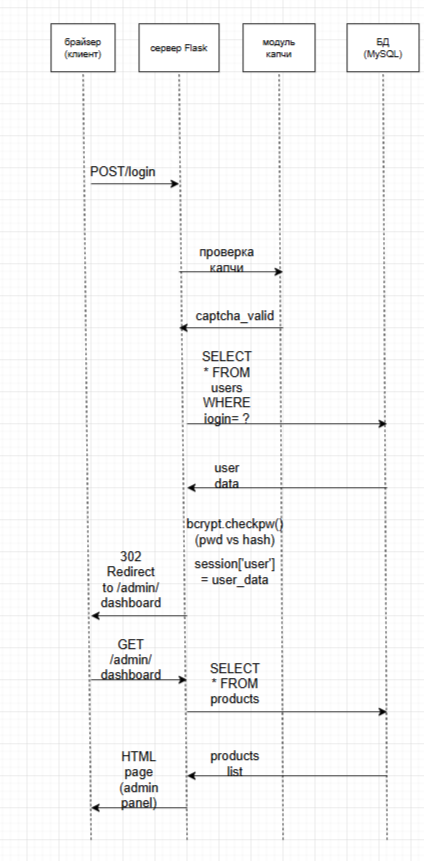 брайзер
(клиент)
сервер Flask
модуль
капчи
БД
(MySQL)
POST/login
проверка
капчи
captcha_valid
SELECT
* FROM
users
WHERE
login= ?
user
data
bcrypt.checkpw()
(pwd vs hash)
302
Redirect
to /admin/
dashboard
session['user']
= user_data
GET
/admin/
dashboard
SELECT
* FROM
products
HTML
page
(admin
panel)
products
list